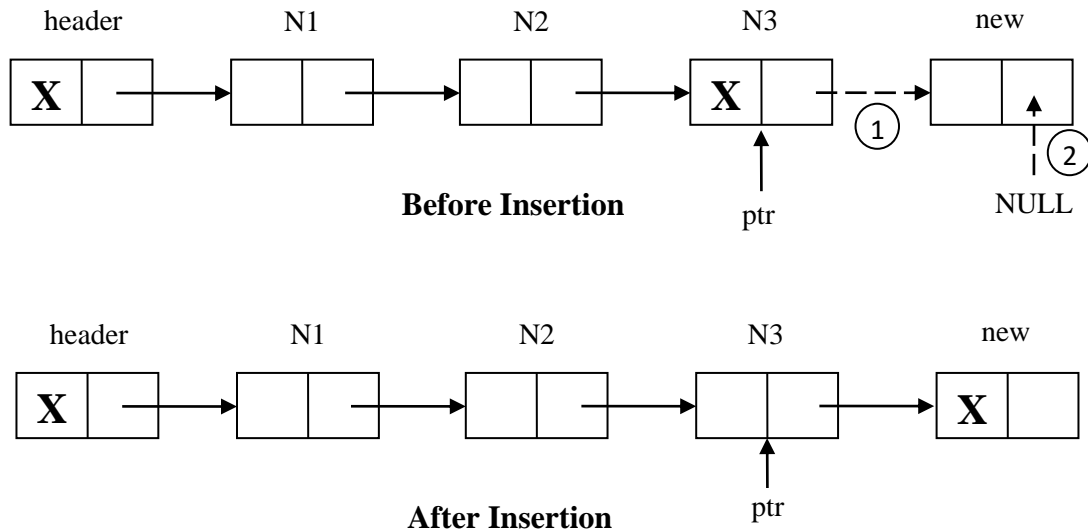 header N1 N2 N3 new
X X
1
2
Before Insertion
ptr
NULL
header N1 N2 N3 new
X X
ptr
After Insertion